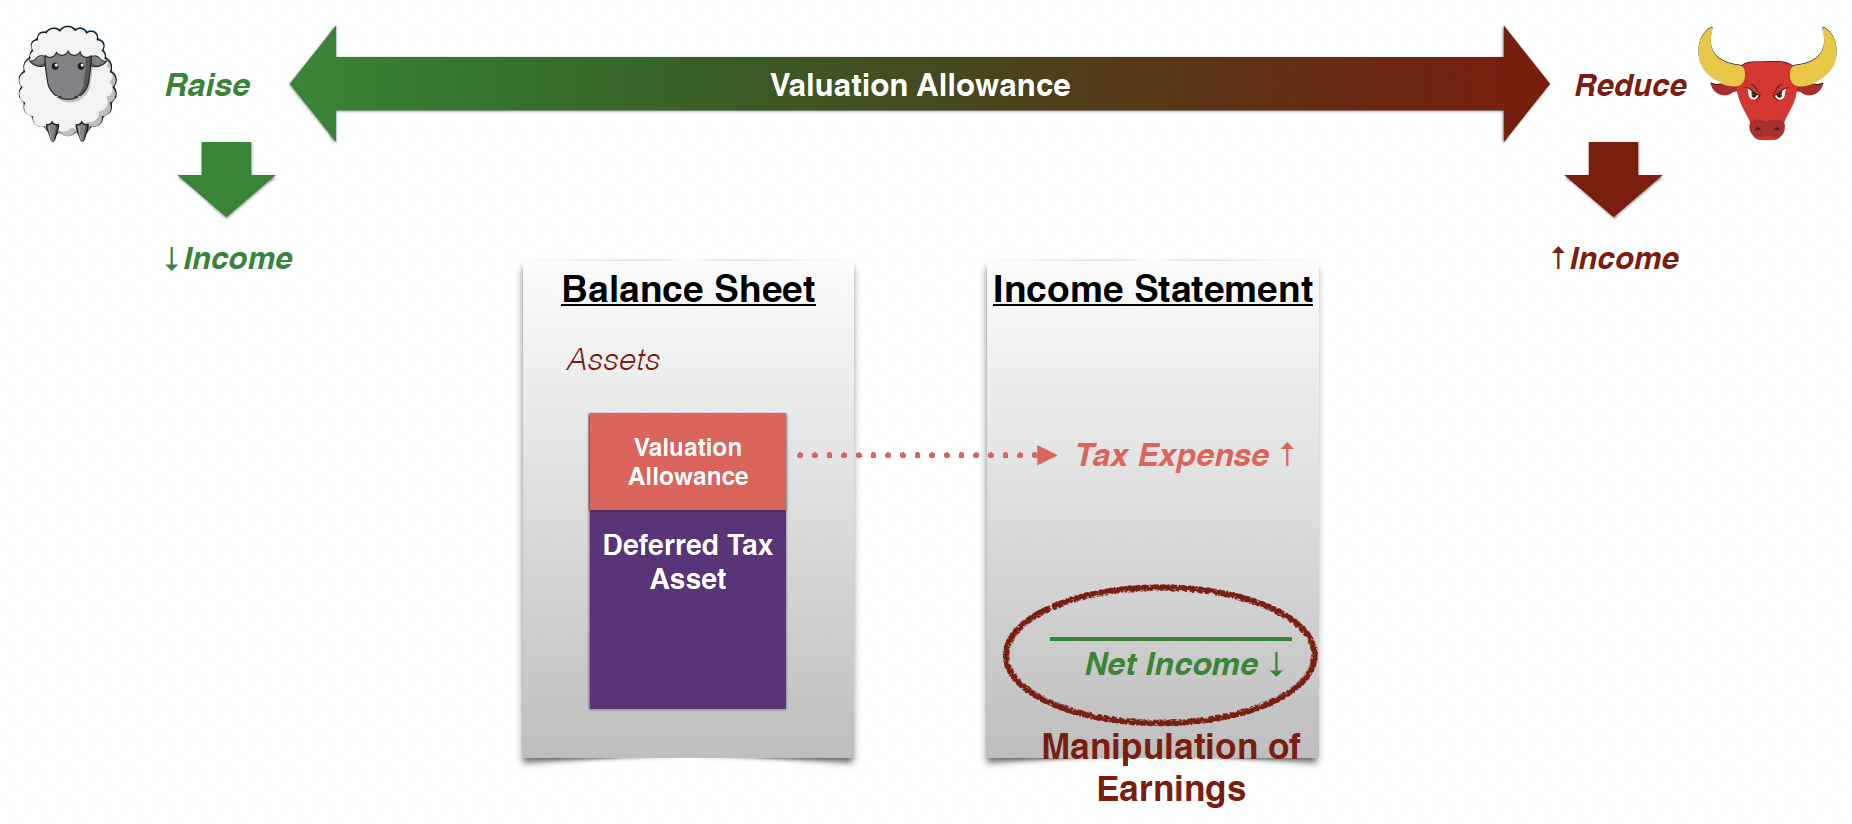 Raise
Valuation Allowance
Reduce
↓Income
↑Income
Balance Sheet
Income Statement
Assets
Valuation
Allowance
Tax Expense ↑
Deferred Tax
Asset
Net Income ↓
Manipulation of
Earnings